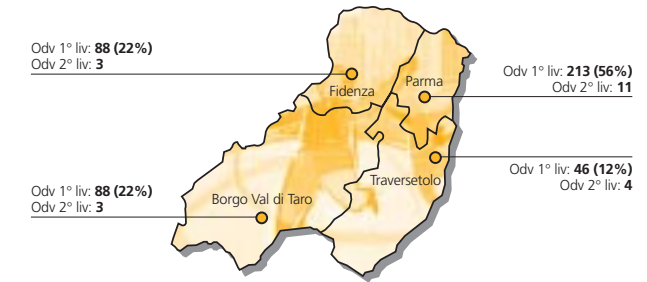 Odv 1° liv: 88 (22%)
Odv 2° liv: 3
Fidenza
Parma
Odv 1° liv: 213 (56%)
Odv 2° liv: 11
Odv 1° liv: 46 (12%)
Odv 2° liv: 4
Traversetolo
Odv 1° liv: 88 (22%)
Odv 2° liv: 3
Borgo Val di Taro